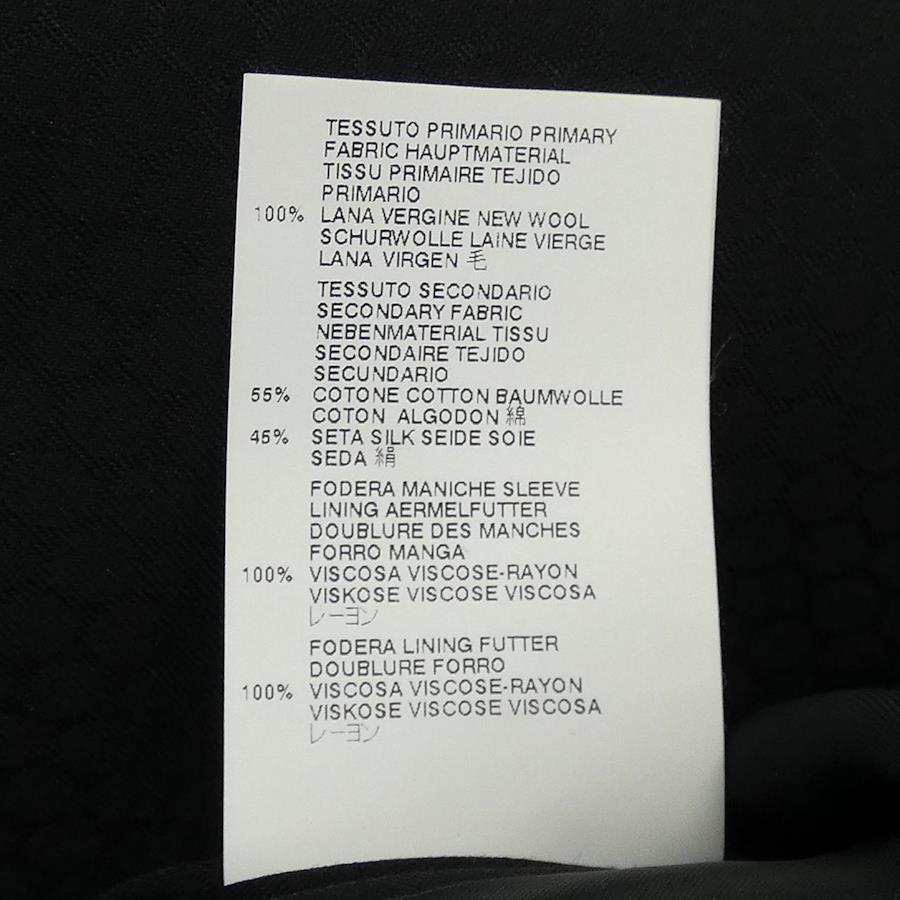 TESSUTO PRIMARIO PRIMARY
FABRIC HAUPTMATERIAL
TISSU PRIMAIRE TEJIDO
PRIMARIO
100% LANA VERGINE NEW WOOL
SCHURWOLLE LAINE VIERGE
LANA VIRGEN 毛
TESSUTO SECONDARIO
SECONDARY FABRIC
NEBENMATERIAL TISSU
SECONDAIRE TEJIDO
SECUNDARIO
55% COTONE COTTON BAUMWOLLE
COTON ALGODON 綿
45% SETA SILK SEIDE SOIE
SEDA 絹
FODERA MANICHE SLEEVE
LINING AERMELFUTTER
DOUBLURE DES MANCHES
FORRO MANGA
100% VISCOSA VISCOSE-RAYON
VISKOSE VISCOSE VISCOSA
レーヨン
FODERA LINING FUTTER
DOUBLURE FORRO
100% VISCOSA VISCOSE-RAYON
VISKOSE VISCOSE VISCOSA
レーヨン